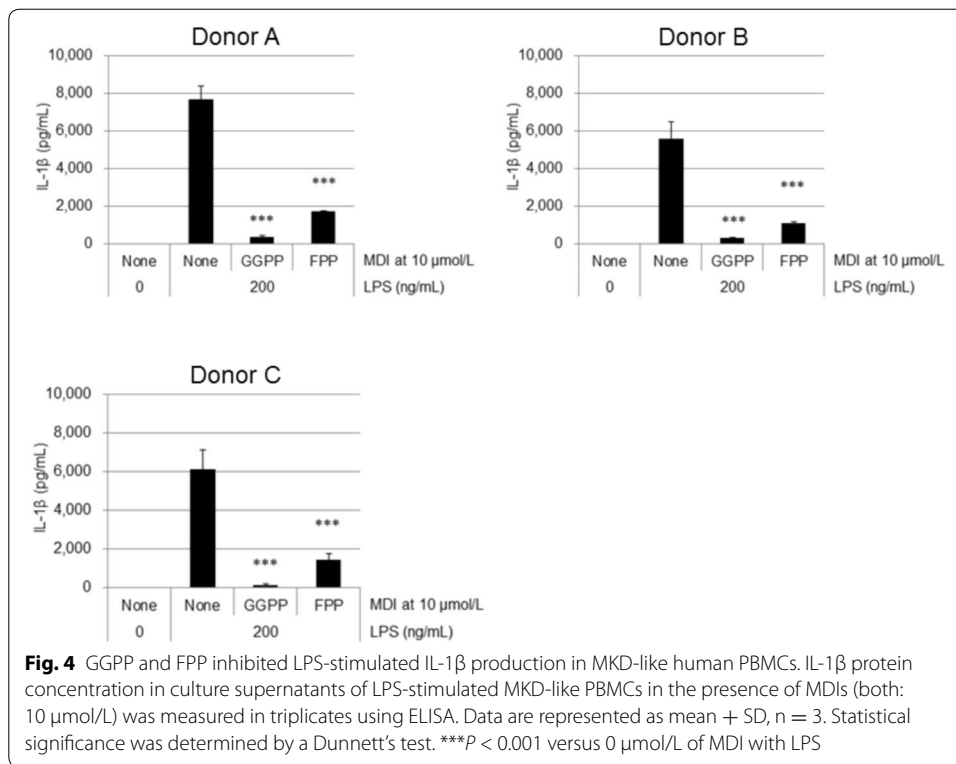 Donor A
10,000
8,000
6,000
4,000
2,000
0
IL-1β (pg/mL)
***
***
None None GGPP FPP MDI at 10 μmol/L
0 200 LPS (ng/mL)
Donor B
10,000
8,000
6,000
4,000
2,000
0
IL-1β (pg/mL)
***
***
None None GGPP FPP MDI at 10 μmol/L
0 200 LPS (ng/mL)
Donor C
10,000
8,000
6,000
4,000
2,000
0
IL-1β (pg/mL)
***
***
None None GGPP FPP MDI at 10 μmol/L
0 200 LPS (ng/mL)
Fig. 4 GGPP and FPP inhibited LPS-stimulated IL-1β production in MKD-like human PBMCs. IL-1β protein
concentration in culture supernatants of LPS-stimulated MKD-like PBMCs in the presence of MDIs (both:
10 μmol/L) was measured in triplicates using ELISA. Data are represented as mean + SD, n = 3. Statistical
significance was determined by a Dunnett's test. ***P < 0.001 versus 0 μmol/L of MDI with LPS